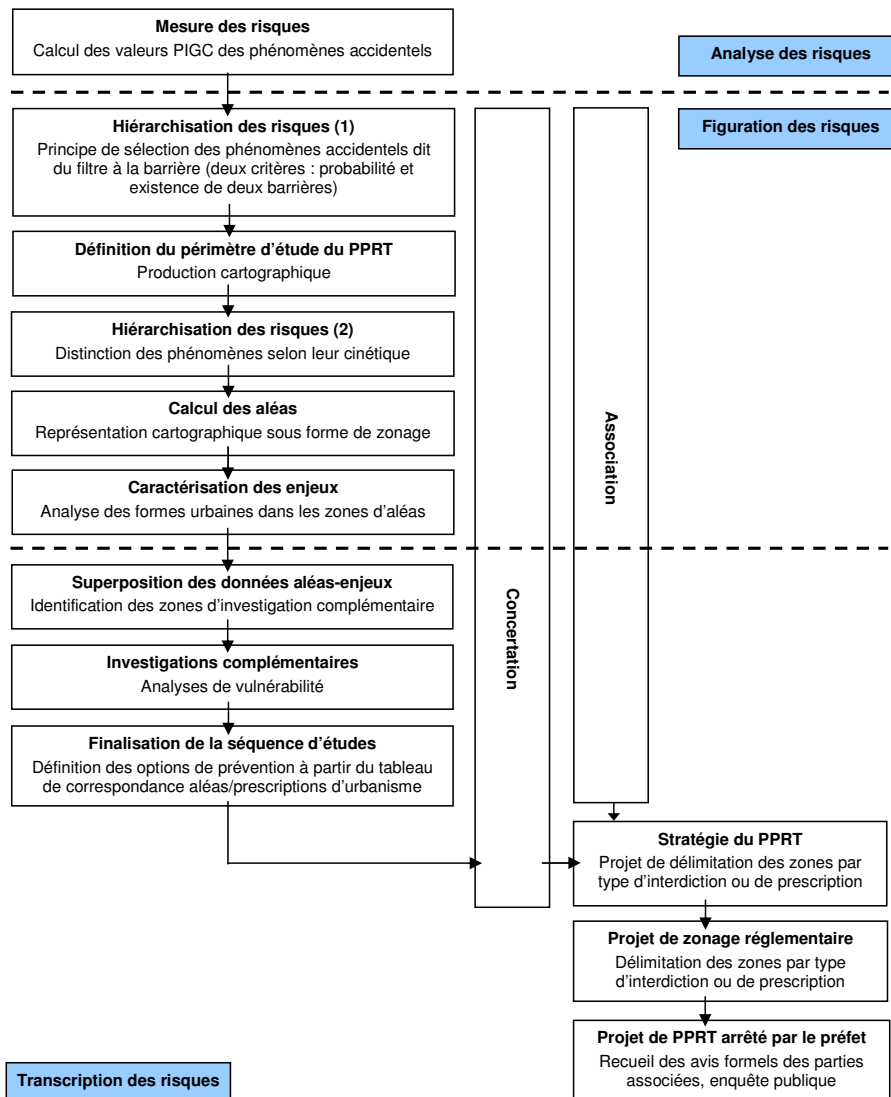 Mesure des risques
Calcul des valeurs PIGC des phénomènes accidentels
Analyse des risques
Hiérarchisation des risques (1)
Principe de sélection des phénomènes accidentels dit
du filtre à la barrière (deux critères : probabilité et
existence de deux barrières)
Figuration des risques
Définition du périmètre d’étude du PPRT
Production cartographique
Hiérarchisation des risques (2)
Distinction des phénomènes selon leur cinétique
Calcul des aléas
Représentation cartographique sous forme de zonage
Caractérisation des enjeux
Analyse des formes urbaines dans les zones d’aléas
Superposition des données aléas-enjeux
Identification des zones d’investigation complémentaire
Investigations complémentaires
Analyses de vulnérabilité
Finalisation de la séquence d’études
Définition des options de prévention à partir du tableau
de correspondance aléas/prescriptions d’urbanisme
Concertation
Association
Stratégie du PPRT
Projet de délimitation des zones par
type d’interdiction ou de prescription
Projet de zonage réglementaire
Délimitation des zones par type
d’interdiction ou de prescription
Projet de PPRT arrêté par le préfet
Recueil des avis formels des parties
associées, enquête publique
Transcription des risques